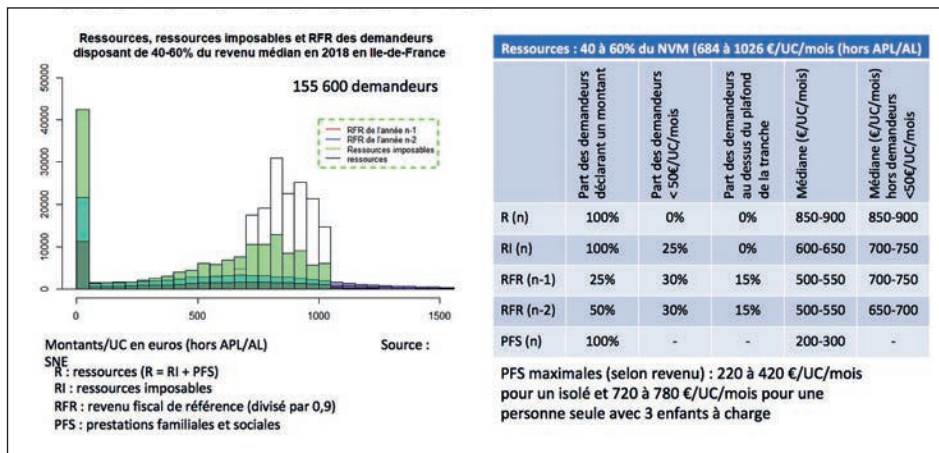 Ressources, ressources imposables et RFR des demandeurs
disposant de 40-60% du revenu médian en 2018 en Ile-de-France
155 600 demandeurs
RFR de l'année n-1
RFR de l'année n-2
Ressources imposables
ressources
50000
40000
30000
20000
10000
0
0 500 1000 1500
Montants/UC en euros (hors APL/AL) Source :
SNE
R : ressources (R = RI + PFS)
RI : ressources imposables
RFR : revenu fiscal de référence (divisé par 0,9)
PFS : prestations familiales et sociales
Ressources : 40 à 60% du NVM (684 à 1026 €/UC/mois (hors APL/AL)
Part des demandeurs
déclarant un montant
Part des demandeurs
< 50€/UC/mois
Part des demandeurs
au dessus du plafond
de la tranche
Médiane (€/UC/mois)
Médiane (€/UC/mois)
hors demandeurs
<50€/UC/mois
R (n) 100% 0% 0% 850-900 850-900
RI (n) 100% 25% 0% 600-650 700-750
RFR (n-1) 25% 30% 15% 500-550 700-750
RFR (n-2) 50% 30% 15% 500-550 650-700
PFS (n) 100% - - 200-300 -
PFS maximales (selon revenu) : 220 à 420 €/UC/mois
pour un isolé et 720 à 780 €/UC/mois pour une
personne seule avec 3 enfants à charge